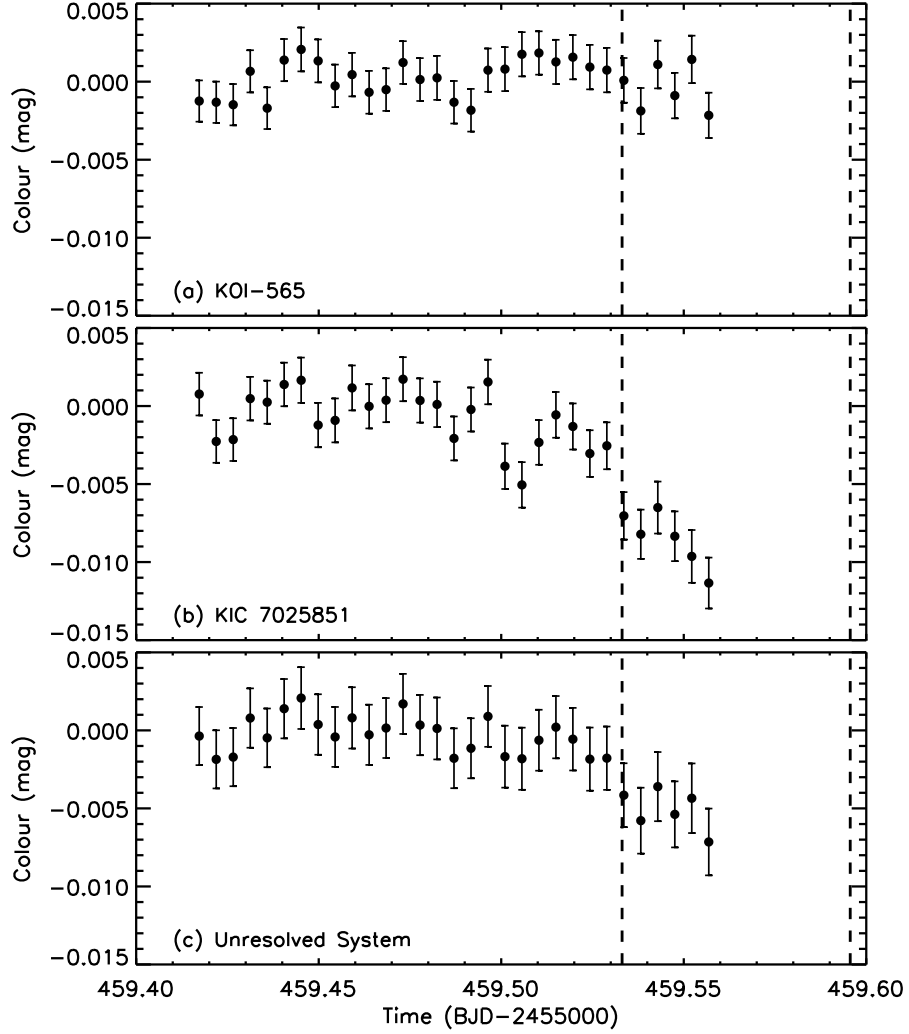 0.005
0.000
−0.005
−0.010
−0.015
Colour (mag)
(a) KOI−565
0.005
0.000
−0.005
−0.010
−0.015
Colour (mag)
(b) KIC 7025851
0.005
0.000
−0.005
−0.010
−0.015
Colour (mag)
(c) Unresolved System
459.40 459.45 459.50 459.55 459.60
Time (BJD−2455000)